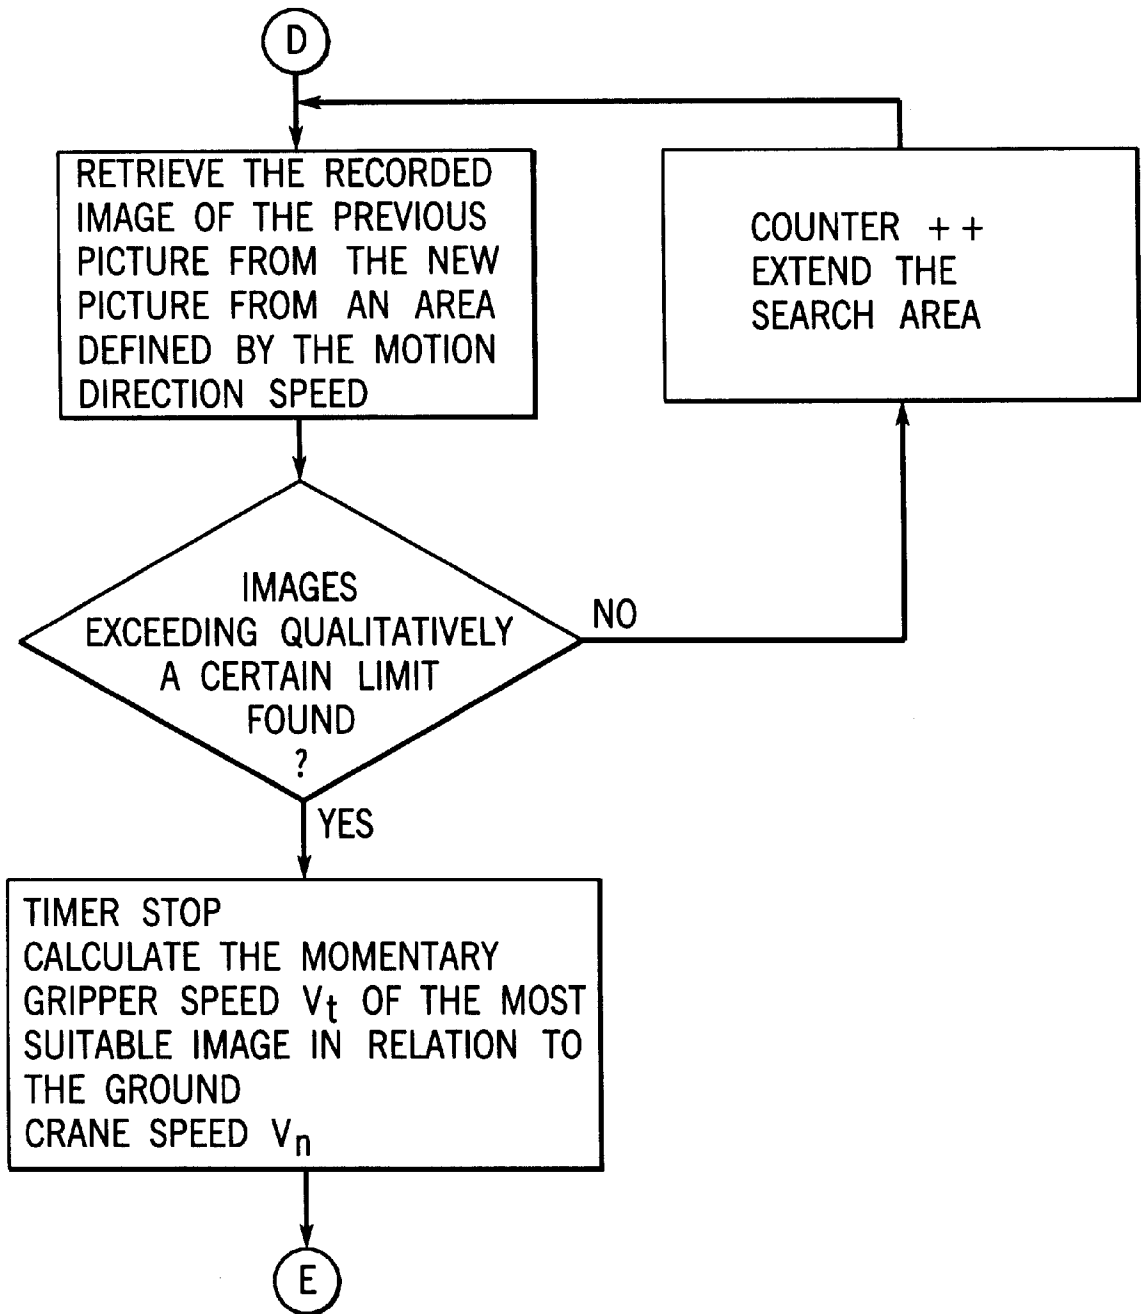 D
RETRIEVE THE RECORDED
IMAGE OF THE PREVIOUS
PICTURE FROM THE NEW
PICTURE FROM AN AREA
DEFINED BY THE MOTION
DIRECTION SPEED
COUNTER ++
EXTEND THE
SEARCH AREA
IMAGES
EXCEEDING QUALITATIVELY
A CERTAIN LIMIT
FOUND
?
NO
YES
TIMER STOP
CALCULATE THE MOMENTARY
GRIPPER SPEED Vt OF THE MOST
SUITABLE IMAGE IN RELATION TO
THE GROUND
CRANE SPEED Vn
E